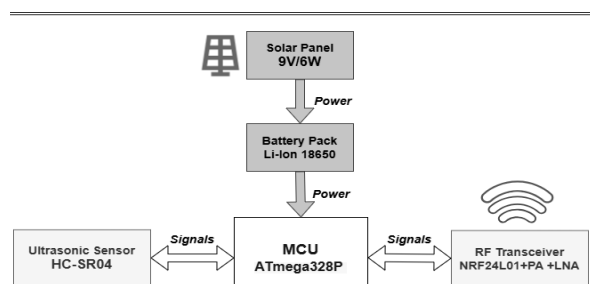 Solar Panel
9V/6W
Power
Battery Pack
Li-Ion 18650
Power
Ultrasonic Sensor
HC-SR04
Signals
MCU
ATmega328P
Signals
RF Transceiver
NRF24L01+PA +LNA